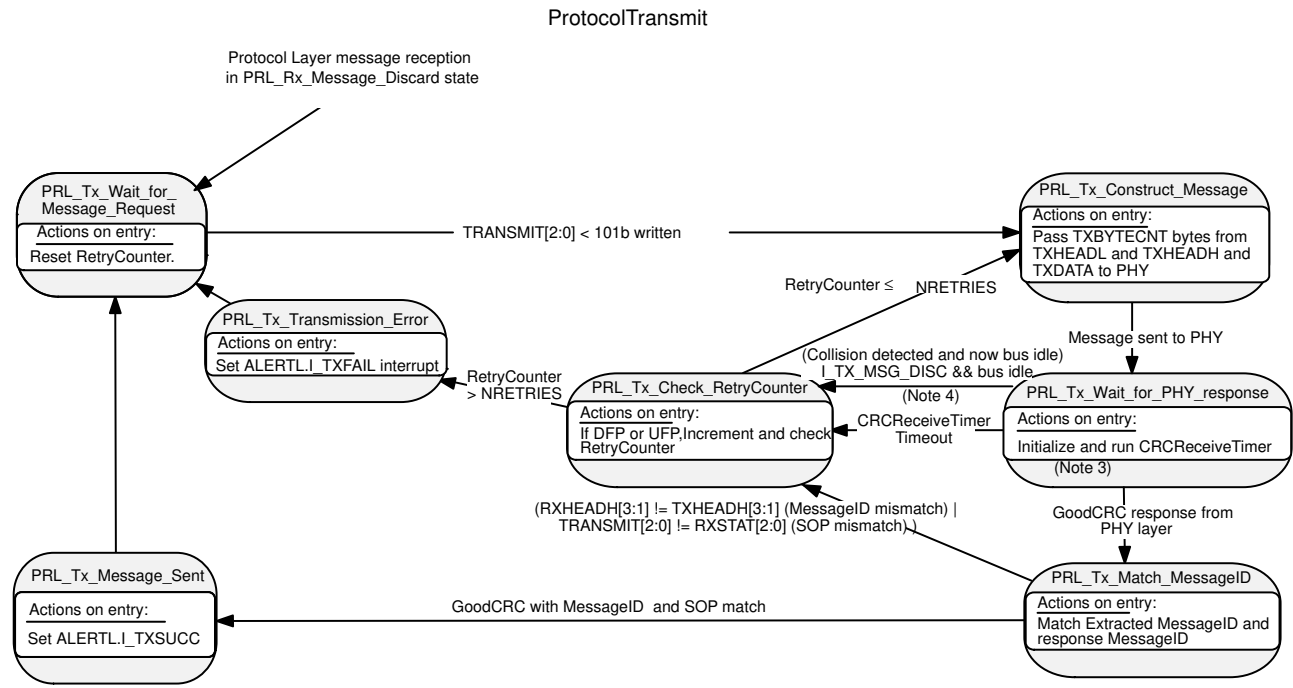 ProtocolTransmit
Protocol Layer message reception
in PRL_Rx_Message_Discard state
PRL_Tx_Wait_for_
Message_Request
Actions on entry:
Reset RetryCounter.
TRANSMIT[2:0] < 101b written
PRL_Tx_Construct_Message
Actions on entry:
Pass TXBYTECNT bytes from
TXHEADL and TXHEADH and
TXDATA to PHY
RetryCounter ≤ NRETRIES
PRL_Tx_Transmission_Error
Actions on entry:
Set ALERTL.I_TXFAIL interrupt
Message sent to PHY
RetryCounter
> NRETRIES
PRL_Tx_Check_RetryCounter
Actions on entry:
If DFP or UFP,Increment and check
RetryCounter
(Collision detected and now bus idle)
I_TX_MSG_DISC && bus idle
(Note 4)
CRCReceiveTimer
Timeout
PRL_Tx_Wait_for_PHY_response
Actions on entry:
Initialize and run CRCReceiveTimer
(Note 3)
(RXHEADH[3:1] != TXHEADH[3:1] (MessageID mismatch) |
TRANSMIT[2:0] != RXSTAT[2:0] (SOP mismatch) )
GoodCRC response from
PHY layer
PRL_Tx_Message_Sent
Actions on entry:
Set ALERTL.I_TXSUCC
GoodCRC with MessageID and SOP match
PRL_Tx_Match_MessageID
Actions on entry:
Match Extracted MessageID and
response MessageID